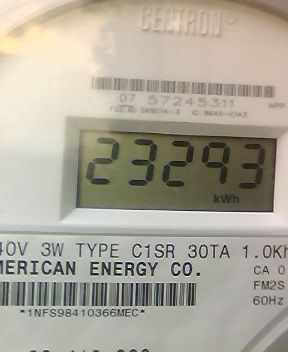 CENTRON®
07 57245311
23293
kWh
40V 3W TYPE C1SR 30TA 1.0Kh
MERICAN ENERGY CO.
CA 0
FM2S
60Hz
*1NFS98410366MEC*